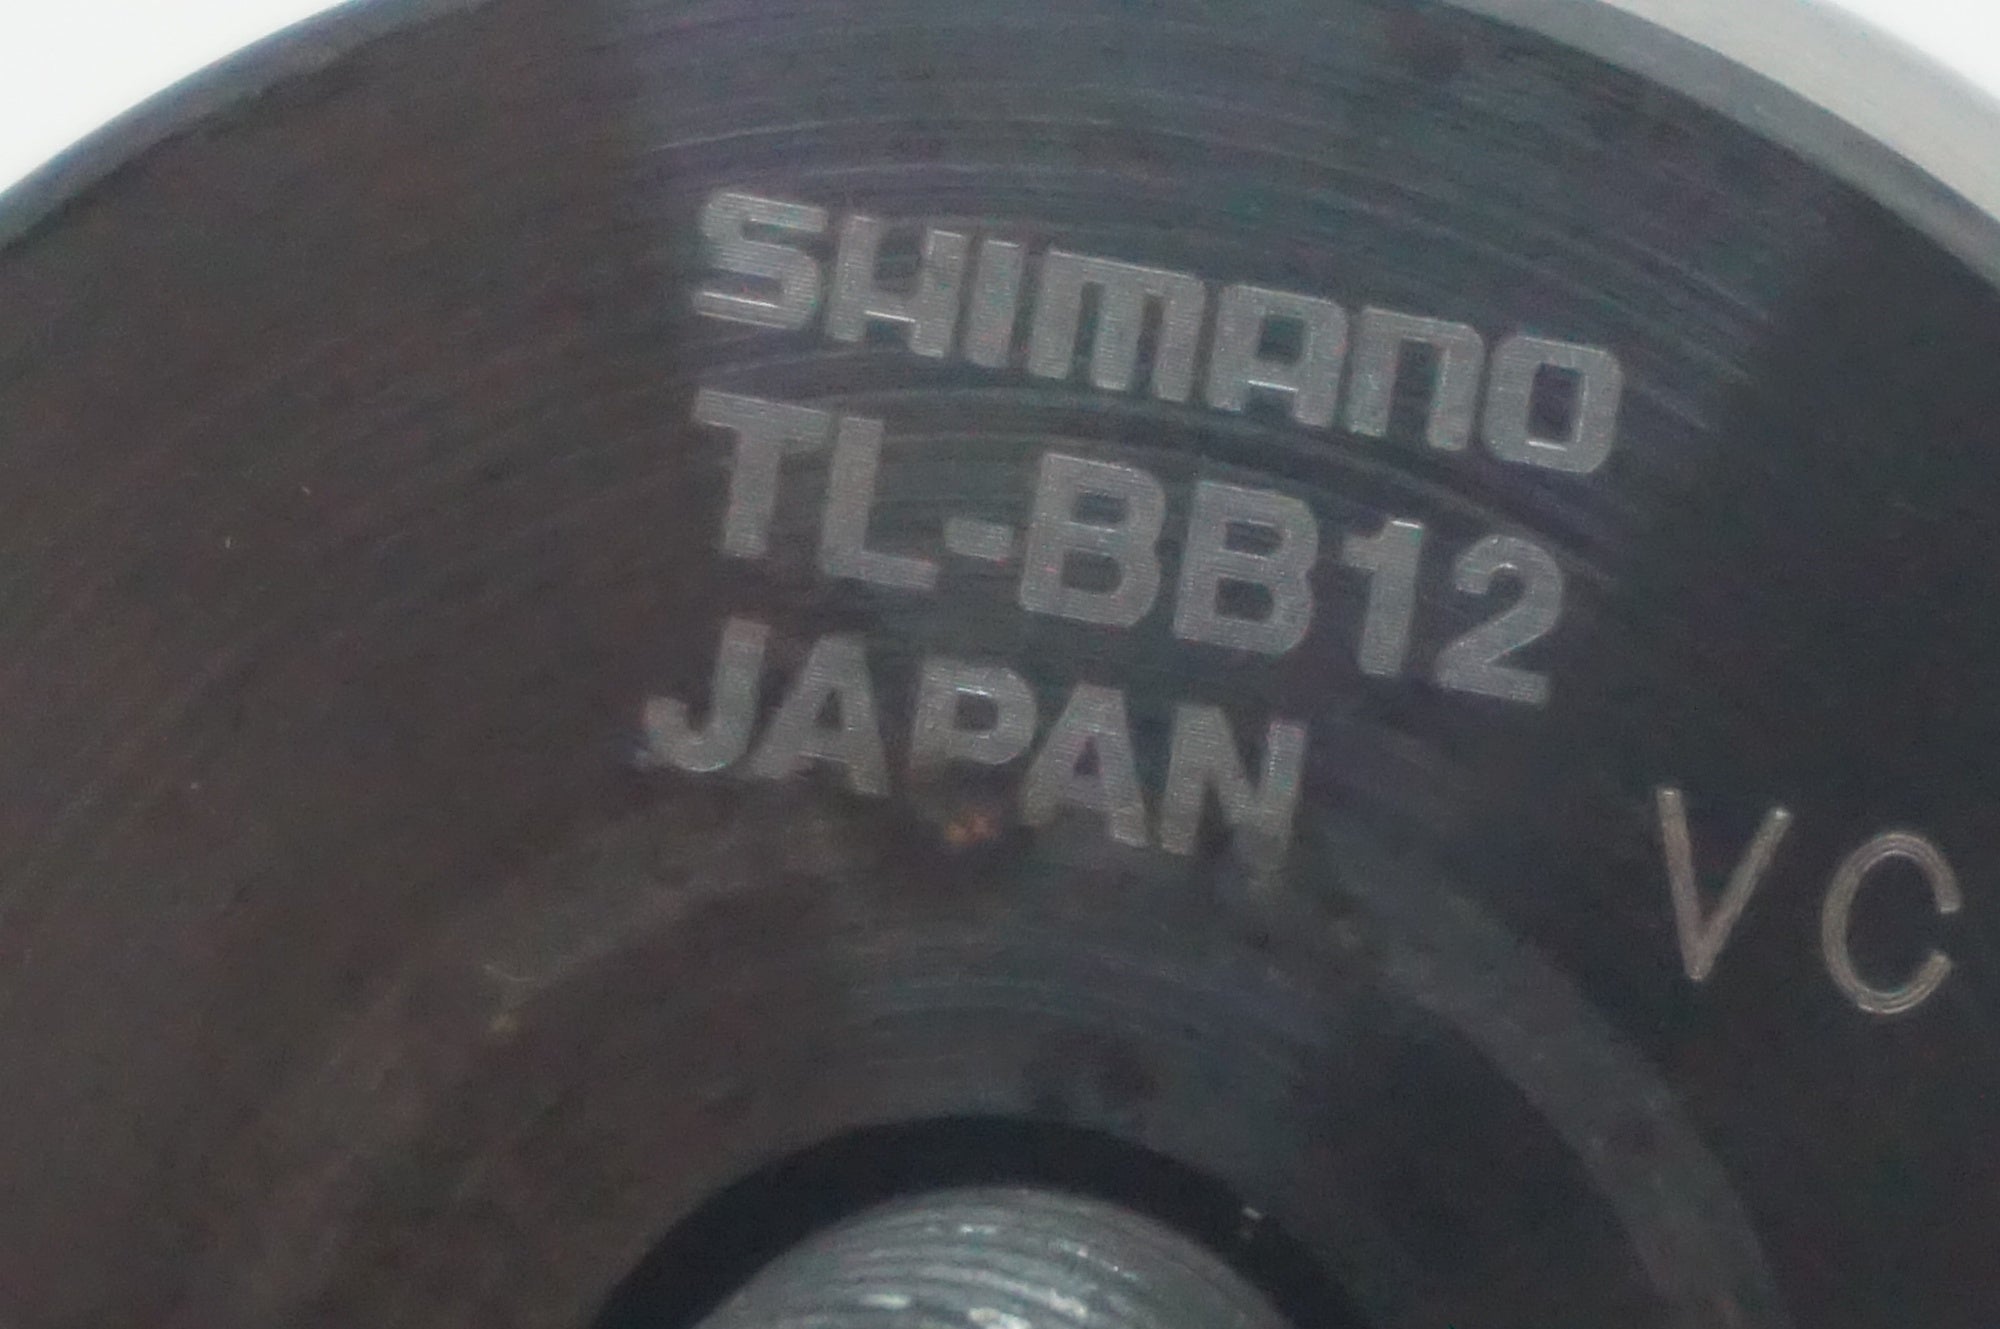 SHIMANO
TL-BB12
JAPAN
VC